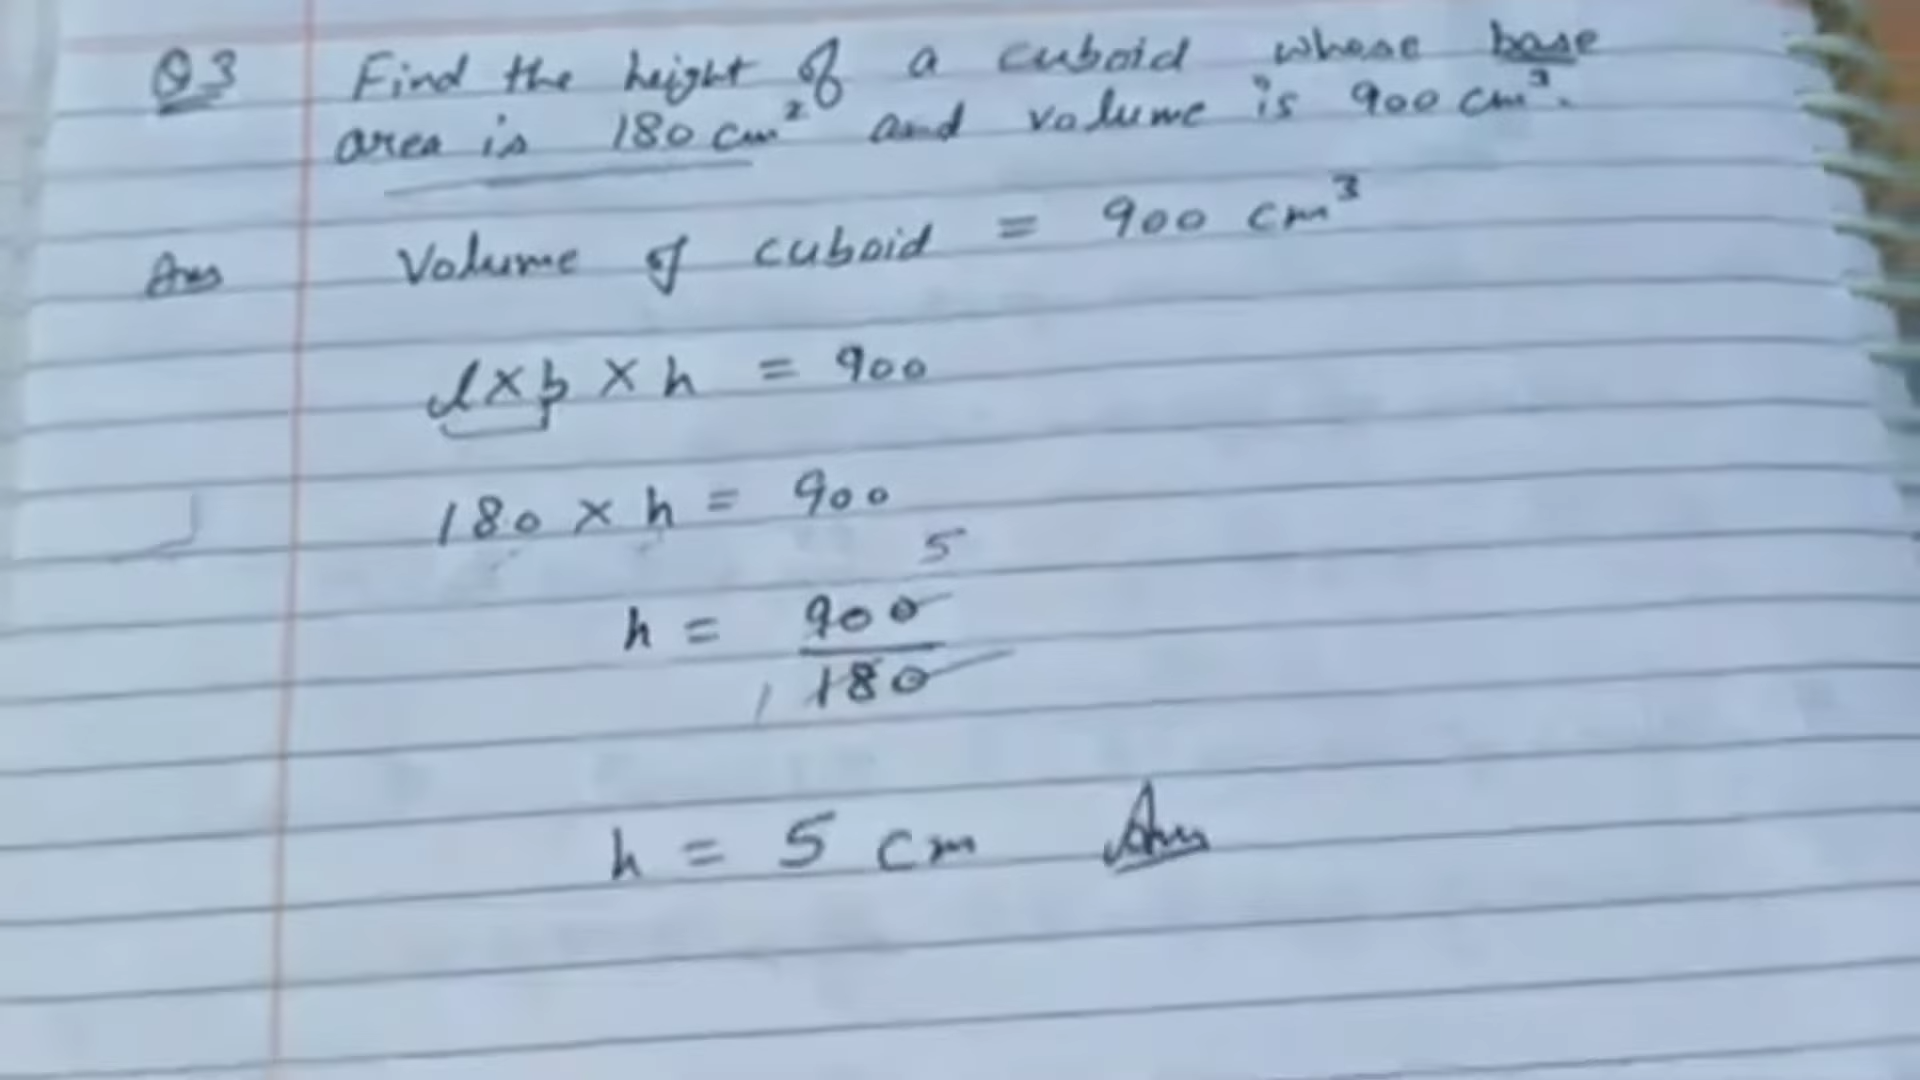 Q3 Find the height of a cuboid whose base
area is 180 cm² and volume is 900 cm³.
Ans Volume of cuboid = 900 cm³
l × b × h = 900
180 × h = 900
5
h = 900
1 180
h = 5 cm Ans